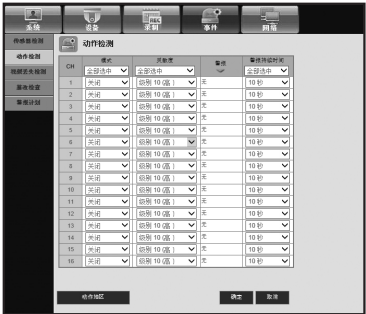 系统 设备 录制 事件 网络
REC
传感器检测
动作检测
视频丢失检测
篡改检查
警报计划
动作检测
CH 模式 灵敏度 警报 警报持续时间
全部选中 全部选中 全部选中
1 关闭 级别 10 (高) 无 10 秒
2 关闭 级别 10 (高) 无 10 秒
3 关闭 级别 10 (高) 无 10 秒
4 关闭 级别 10 (高) 无 10 秒
5 关闭 级别 10 (高) 无 10 秒
6 关闭 级别 10 (高) 无 10 秒
7 关闭 级别 10 (高) 无 10 秒
8 关闭 级别 10 (高) 无 10 秒
9 关闭 级别 10 (高) 无 10 秒
10 关闭 级别 10 (高) 无 10 秒
11 关闭 级别 10 (高) 无 10 秒
12 关闭 级别 10 (高) 无 10 秒
13 关闭 级别 10 (高) 无 10 秒
14 关闭 级别 10 (高) 无 10 秒
15 关闭 级别 10 (高) 无 10 秒
16 关闭 级别 10 (高) 无 10 秒
动作地区 确定 取消